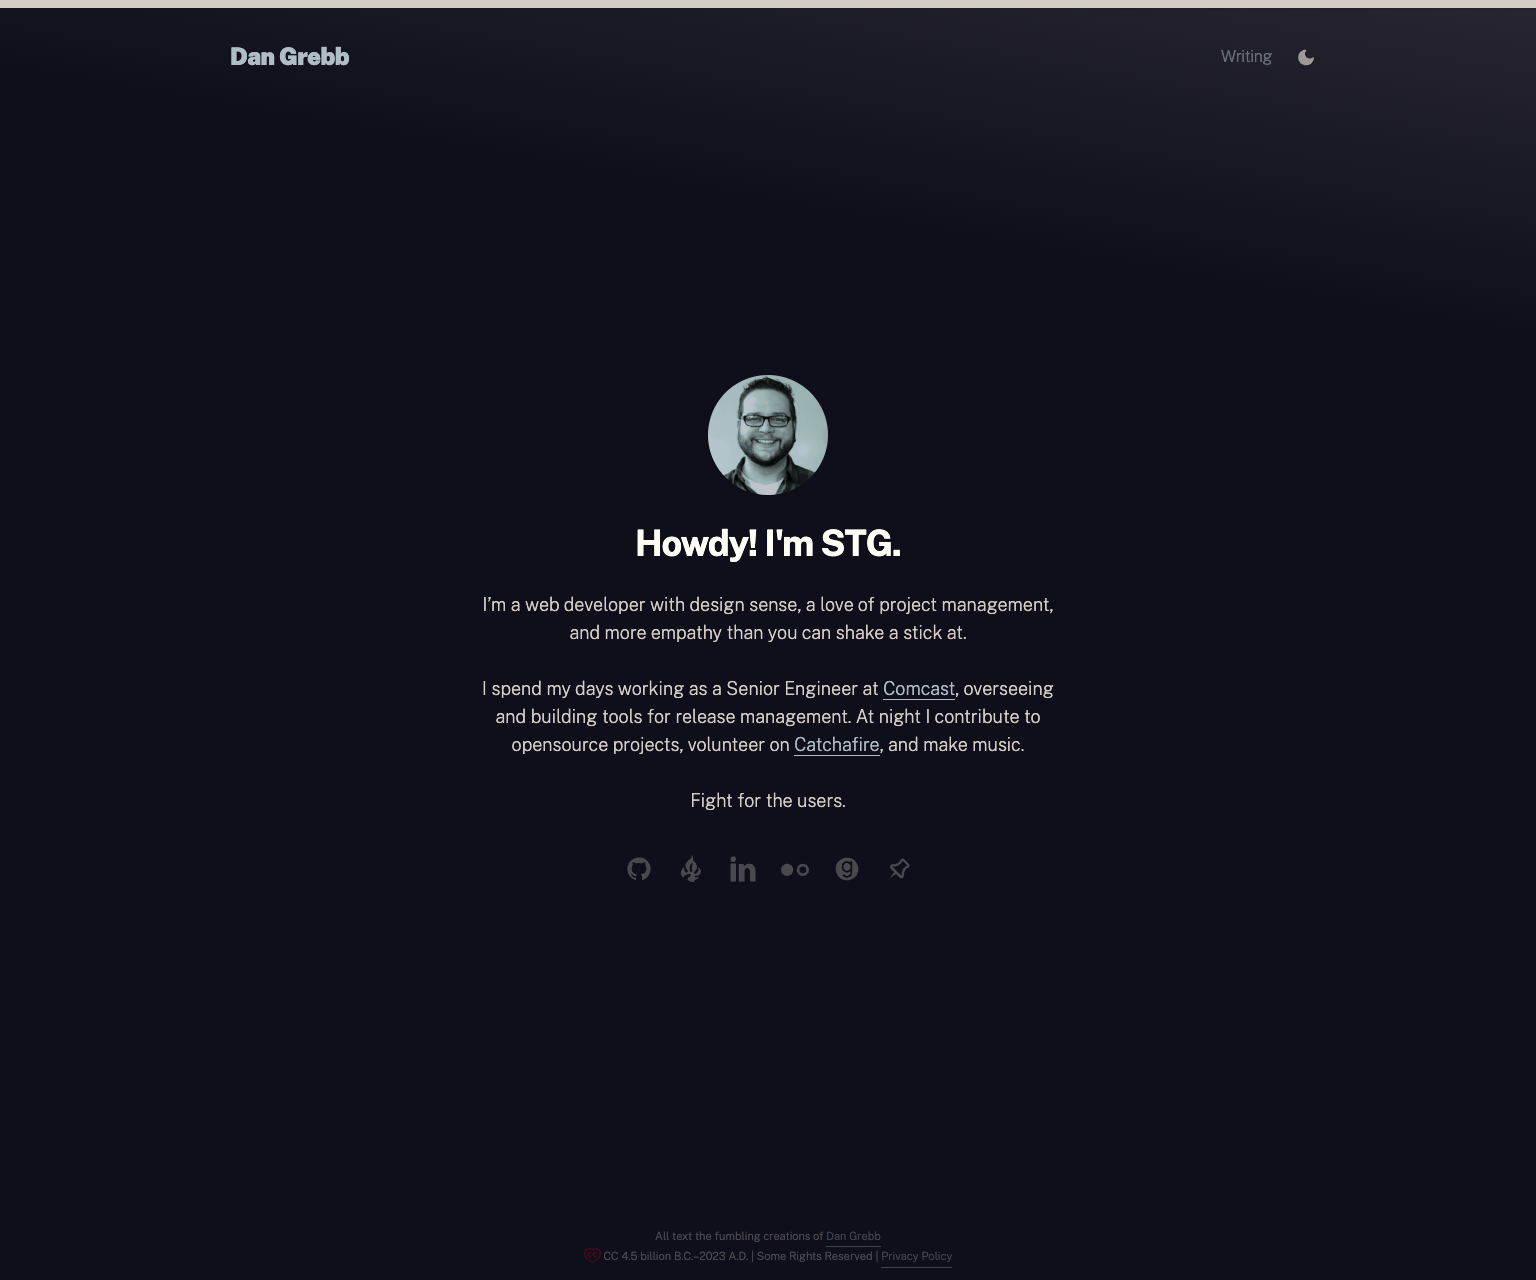 Dan Grebb
Writing
Howdy! I'm STG.
I’m a web developer with design sense, a love of project management,
and more empathy than you can shake a stick at.
I spend my days working as a Senior Engineer at Comcast, overseeing
and building tools for release management. At night I contribute to
opensource projects, volunteer on Catchafire, and make music.
Fight for the users.
All text the fumbling creations of Dan Grebb
CC 4.5 billion B.C.–2023 A.D. | Some Rights Reserved | Privacy Policy